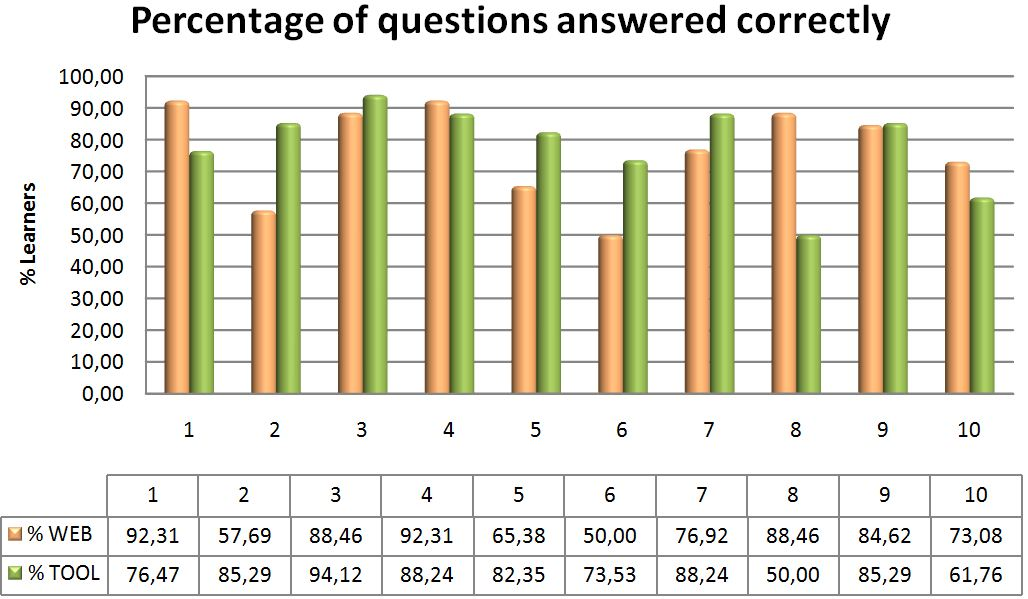 Percentage of questions answered correctly
% Learners
100,00
90,00
80,00
70,00
60,00
50,00
40,00
30,00
20,00
10,00
0,00
1 2 3 4 5 6 7 8 9 10
1 2 3 4 5 6 7 8 9 10
% WEB 92,31 57,69 88,46 92,31 65,38 50,00 76,92 88,46 84,62 73,08
% TOOL 76,47 85,29 94,12 88,24 82,35 73,53 88,24 50,00 85,29 61,76